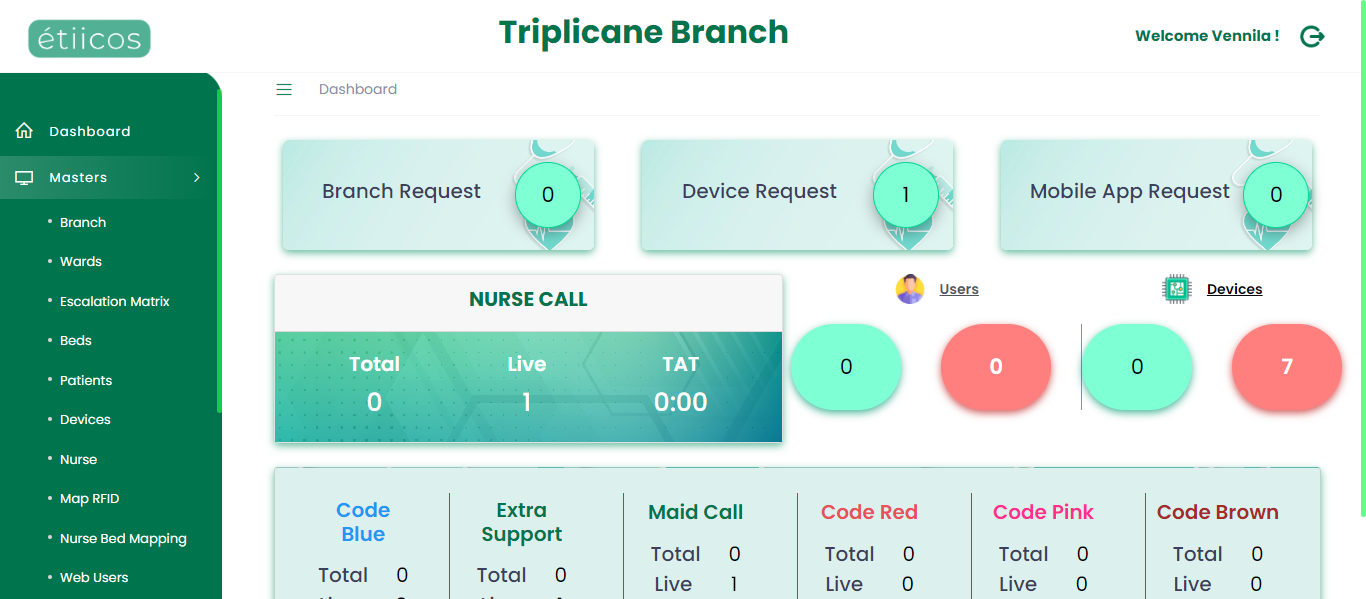 étiicos
Triplicane Branch
Welcome Vennila !
Dashboard
Dashboard
Masters
Branch
Wards
Escalation Matrix
Beds
Patients
Devices
Nurse
Map RFID
Nurse Bed Mapping
Web Users
Branch Request 0
Device Request 1
Mobile App Request 0
NURSE CALL
Total Live TAT
0 1 0:00
Users Devices
0 0 0 7
Code Blue
Total 0
Extra Support
Total 0
Maid Call
Total 0
Live 1
Code Red
Total 0
Live 0
Code Pink
Total 0
Live 0
Code Brown
Total 0
Live 0